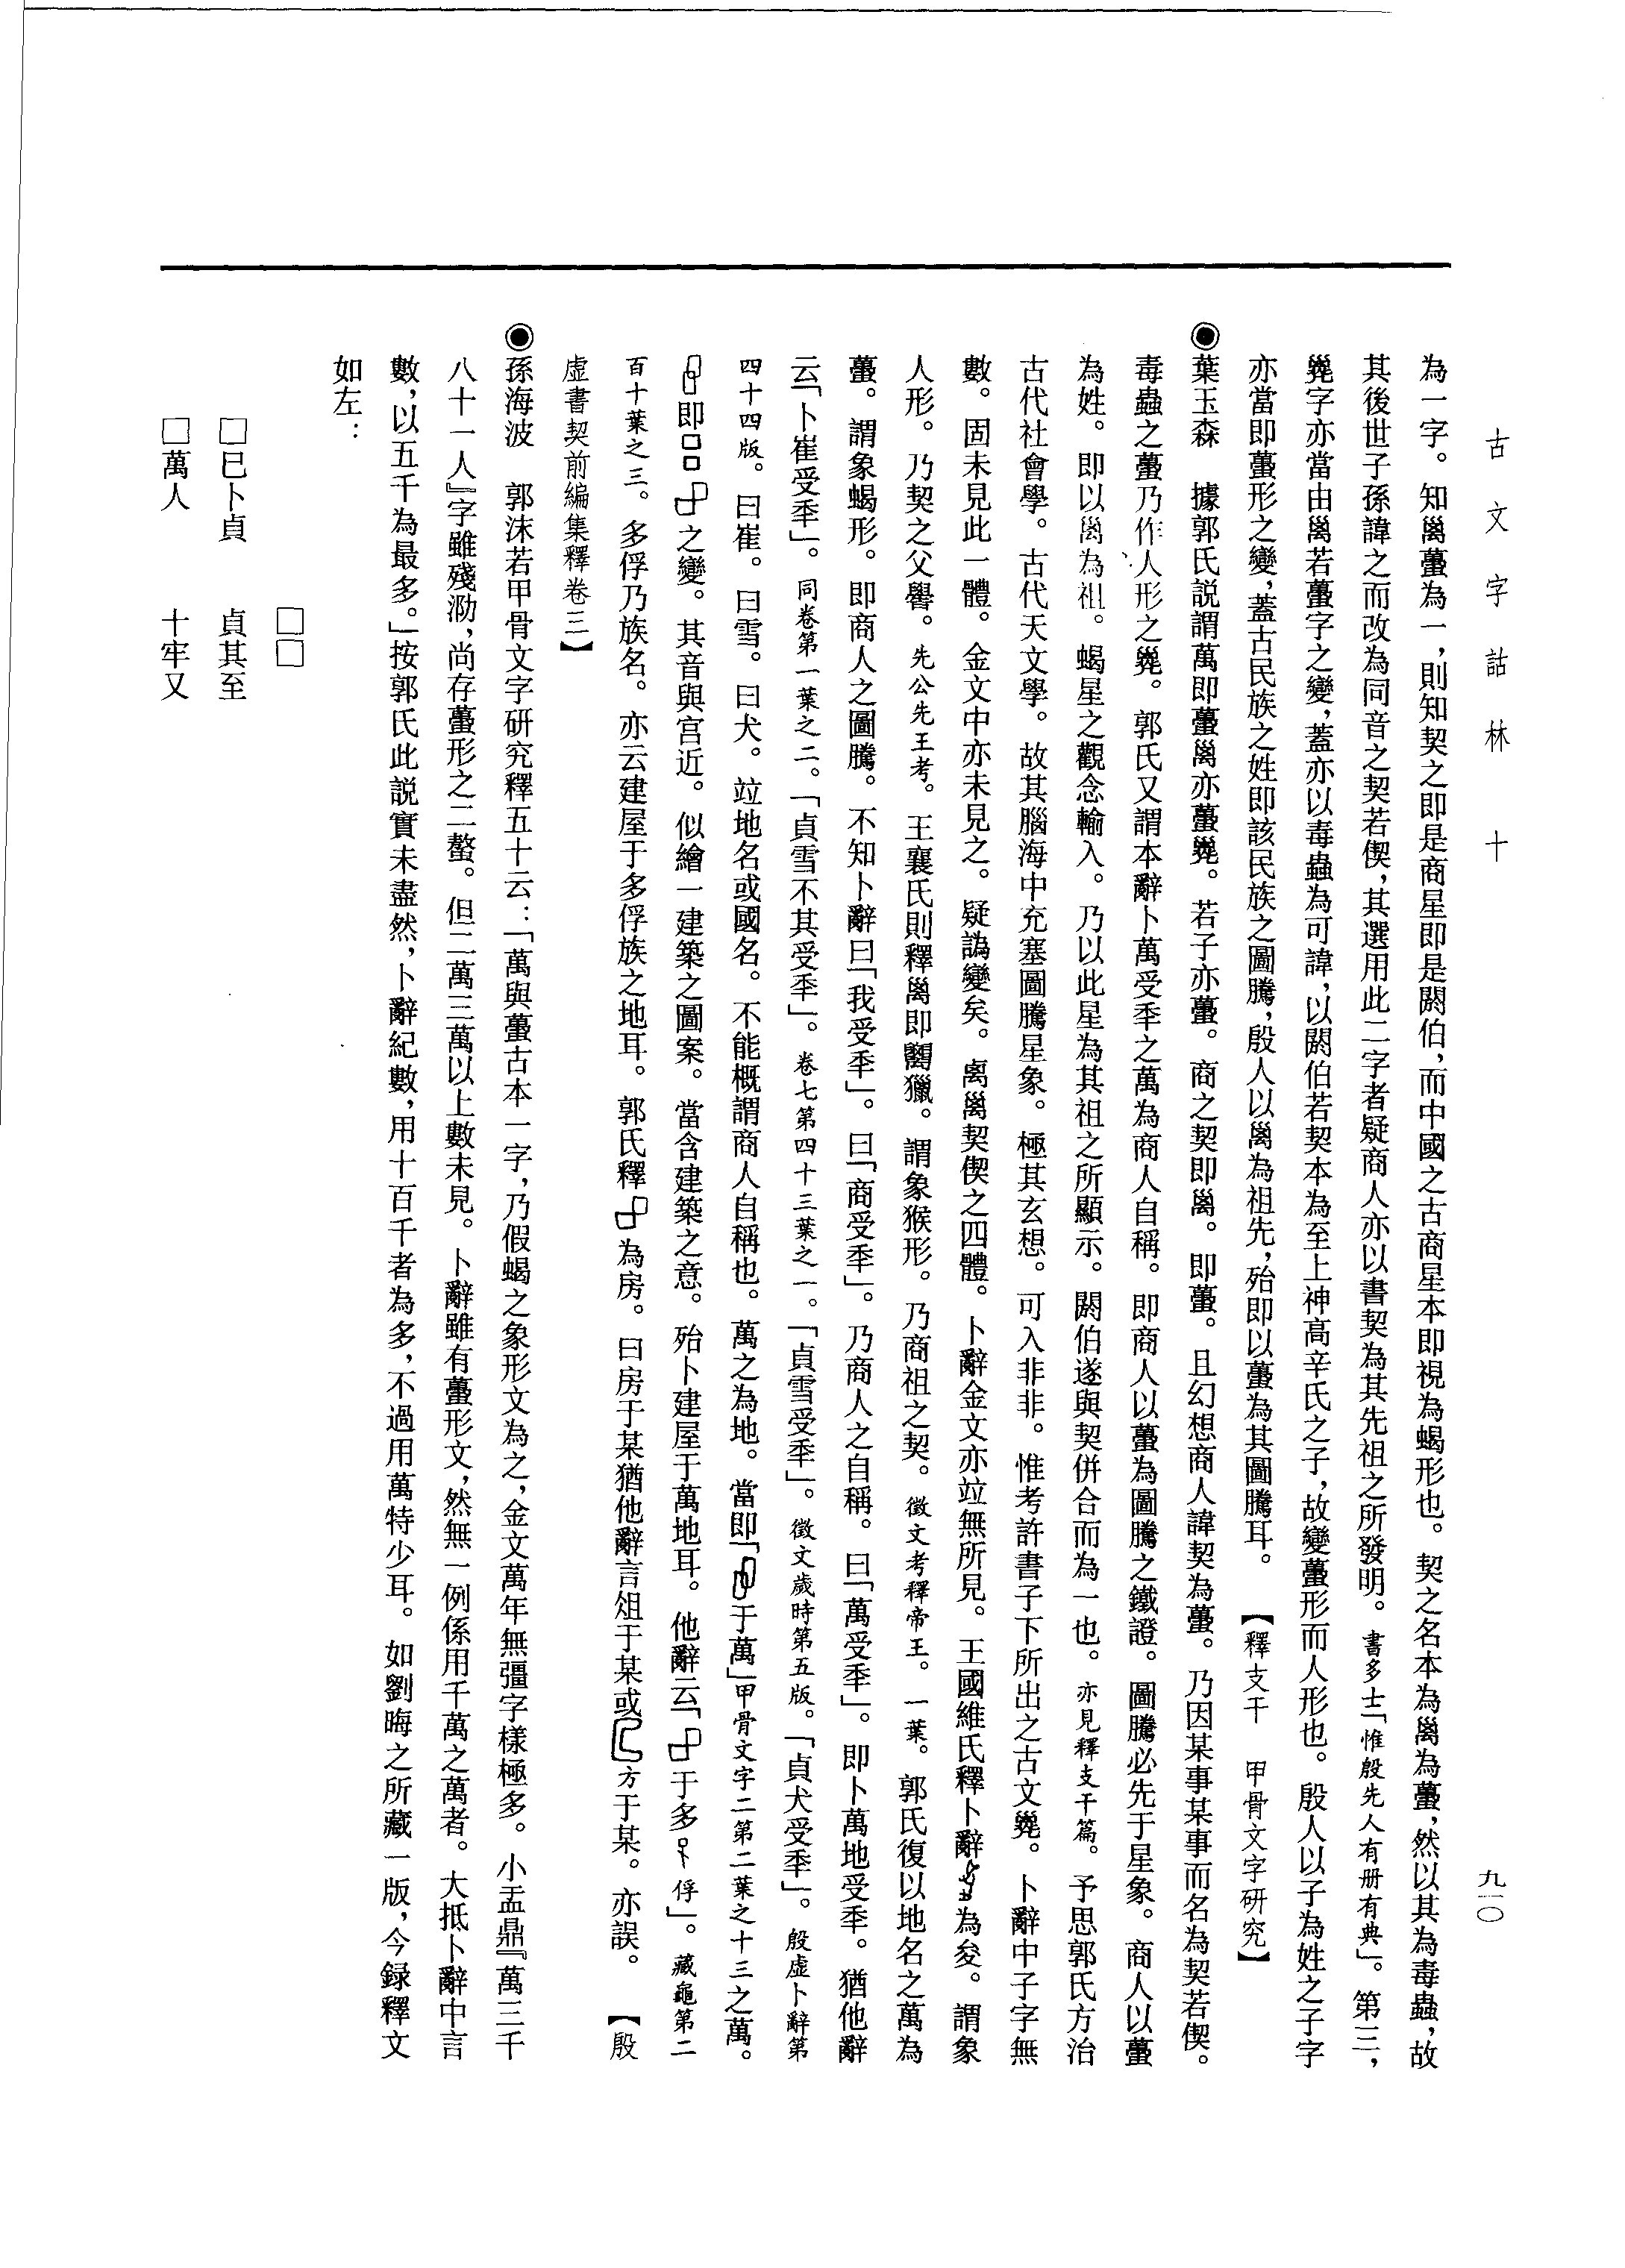 古文字詁林　十
九一〇
為一字。知禼蠆為一，則知契之即是商星即是閼伯，而中國之古商星本即視為蝎形也。契之名本為禼為蠆，然以其為毒蟲，故
其後世子孫諱之而改為同音之契若偰，其選用此二字者疑商人亦以書契為其先祖之所發明。書多士「惟殷先人有册有典」。第三，
字亦當由禼若蠆字之變，蓋亦以毒蟲為可諱，以閼伯若契本為至上神高辛氏之子，故變蠆形而人形也。殷人以子為姓之子字
亦當即蠆形之變，蓋古民族之姓即該民族之圖騰，殷人以禼為祖先，殆即以蠆為其圖騰耳。　【釋支干　甲骨文字研究】
◉葉玉森　據郭氏説謂萬即蠆禼亦蠆。若子亦蠆。商之契即禼。即蠆。且幻想商人諱契為蠆。乃因某事某事而名為契若偰。
毒蟲之蠆乃作人形之。郭氏又謂本辭卜萬受年之萬為商人自稱。即商人以蠆為圖騰之鐵證。圖騰必先于星象。商人以蠆
為姓。即以禼為祖。蝎星之觀念輸入。乃以此星為其祖之所顯示。閼伯遂與契併合而為一也。亦見釋支干篇。予思郭氏方治
古代社會學。古代天文學。故其腦海中充塞圖騰星象。極其玄想。可入非非。惟考許書子下所出之古文。卜辭中子字無
數。固未見此一體。金文中亦未見之。疑譌變矣。禼契偰之四體。卜辭金文亦竝無所見。王國維氏釋卜辭為夋。謂象
人形。乃契之父嚳。先公先王考。王襄氏則釋禼即獵。謂象猴形。乃商祖之契。徵文考釋帝王。一葉。郭氏復以地名之萬為
蠆。謂象蝎形。即商人之圖騰。不知卜辭曰「我受年」。曰「商受年」。乃商人之自稱。曰「萬受年」。即卜萬地受年。猶他辭
云「卜崔受年」。同卷第一葉之二。「貞雪不其受年」。卷七第四十三葉之一。「貞雪受年」。徵文歲時第五版。「貞犬受年」。殷虛卜辭第
四十四版。曰崔。曰雪。曰犬。竝地名或國名。不能概謂商人自稱也。萬之為地。當即「于萬」甲骨文字二第二葉之十三之萬。
即之變。其音與宮近。似繪一建築之圖案。當含建築之意。殆卜建屋于萬地耳。他辭云「于多俘」。藏龜第二
百十葉之三。多俘乃族名。亦云建屋于多俘族之地耳。郭氏釋為房。曰房于某猶他辭言俎于某或方于某。亦誤。　【殷
虛書契前編集釋卷三】
◉孫海波　郭沫若甲骨文字研究釋五十云：「萬與蠆古本一字，乃假蝎之象形文為之，金文萬年無彊字樣極多。小盂鼎『萬三千
八十一人』字雖殘泐，尚存蠆形之二螯。但二萬三萬以上數未見。卜辭雖有蠆形文，然無一例係用千萬之萬者。大抵卜辭中言
數，以五千為最多。」按郭氏此説實未盡然，卜辭紀數，用十百千者為多，不過用萬特少耳。如劉晦之所藏一版，今録釋文
如左：
□□
□巳卜貞　貞其至
□萬人　十牢又